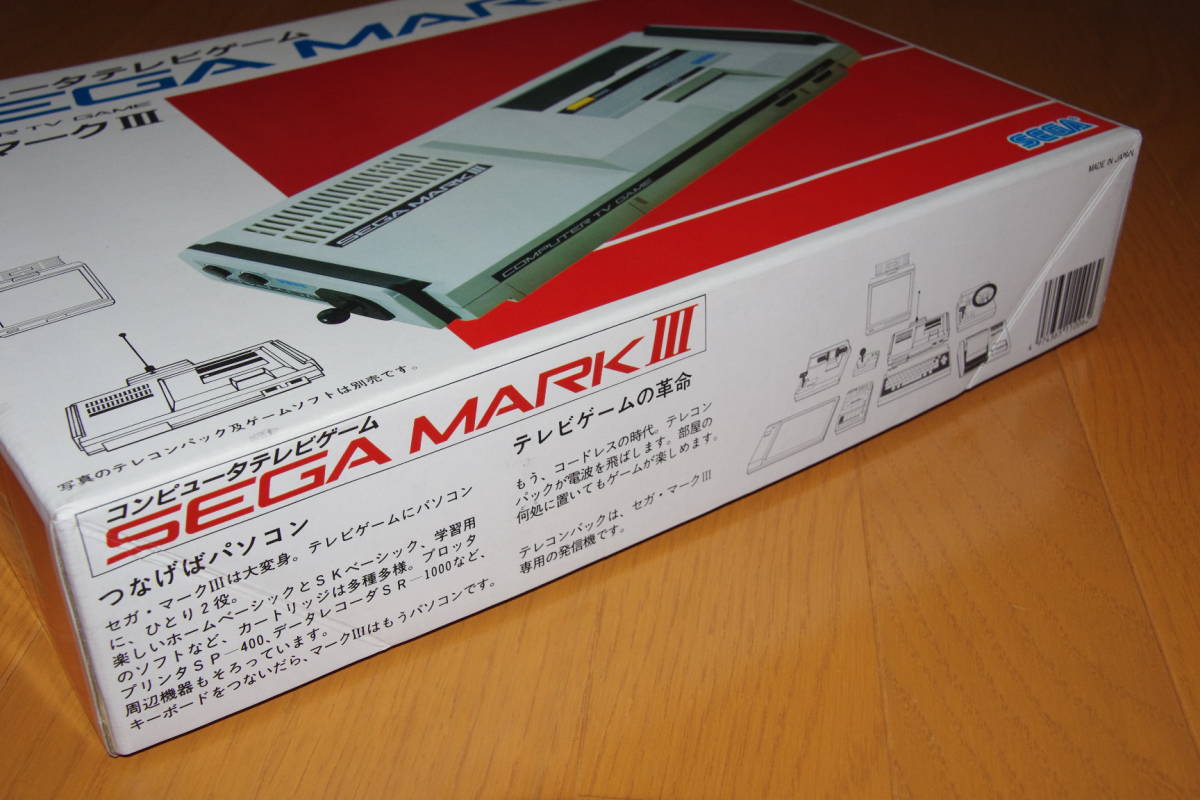 ータテレビゲーム
EGA MAR
ER TV GAME
マークIII
SEGA MARKIII
COMPUTER TV GAME
SEGA
MADE IN JAPAN
写真のテレコンパック及ゲームソフトは別売です。
コンピュータテレビゲーム
SEGA MARKIII
つなげばパソコン
セガ・マークIIIは大変身。テレビゲームにパソコン
に、ひとり2役。
楽しいホームベーシックとSKベーシック、学習用
のソフトなど、カートリッジは多種多様。プロッタ
プリンタSP—400、データレコーダSR—1000など、
周辺機器もそろっています。
キーボードをつないだら、マークIIIはもうパソコンです。
テレビゲームの革命
もう、コードレスの時代。テレコン
パックが電波を飛ばします。部屋の
何処に置いてもゲームが楽しめます。
テレコンパックは、セガ・マークIII
専用の発信機です。